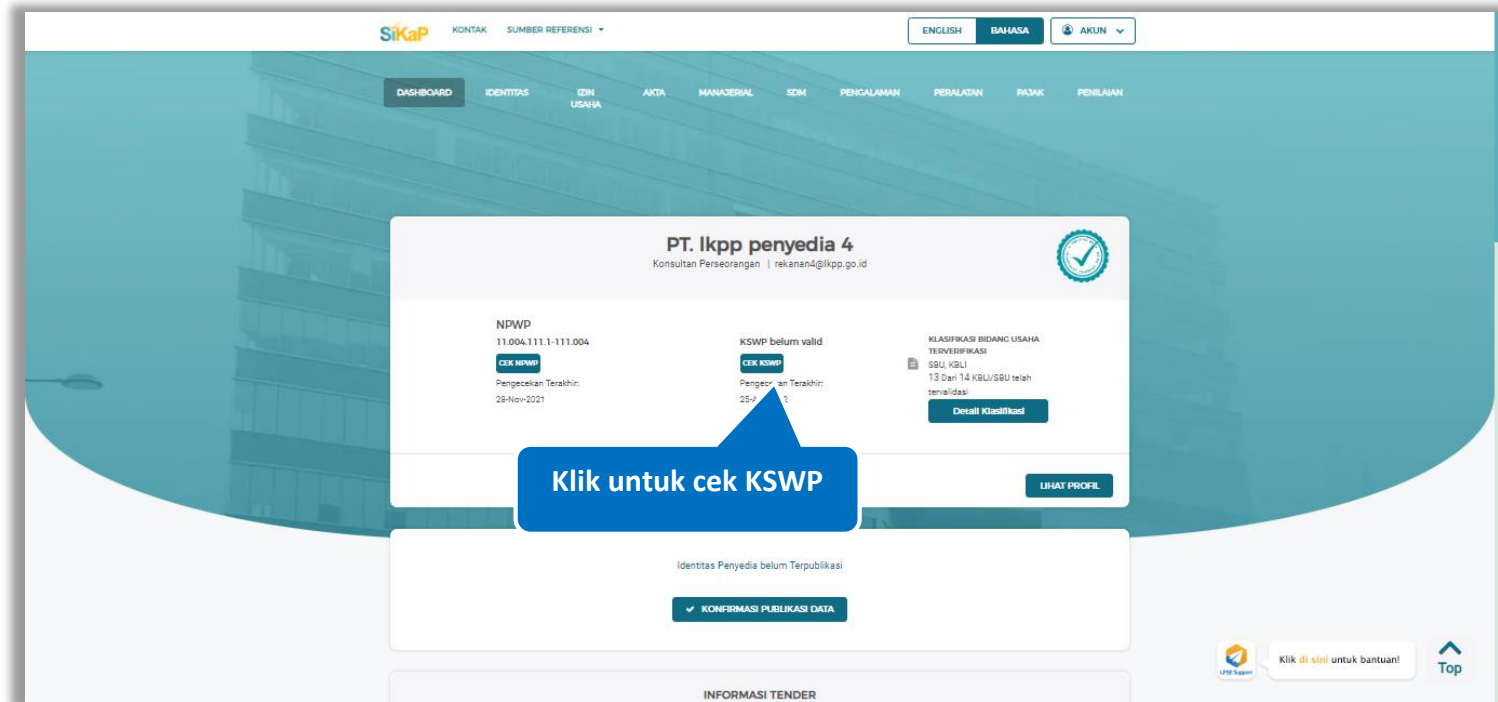 SiKaP KONTAK SUMBER REFERENSI ENGLISH BAHASA AKUN
DASHBOARD IDENTITAS IZIN USAHA AKTA MANAJERIAL SDM PENGALAMAN PERALATAN PAJAK PENILAIAN
PT. lkpp penyedia 4
Konsultan Perseorangan | rekanan4@lkpp.go.id
NPWP
11.004.111.1-111.004
CEK NPWP
Pengecekan Terakhir:
28-Nov-2021
KSWP belum valid
CEK KSWP
Terakhir:
KLASIFIKASI BIDANG USAHA
TERVERIFIKASI
SBU, KBLI
13 Dari 14 KBLI/SBU telah
tervalidasi
Detail Klasifikasi
Klik untuk cek KSWP
LIHAT PROFIL
Identitas Penyedia belum Terpublikasi
KONFIRMASI PUBLIKASI DATA
LPSE Support
Klik di sini untuk bantuan!
Top
INFORMASI TENDER